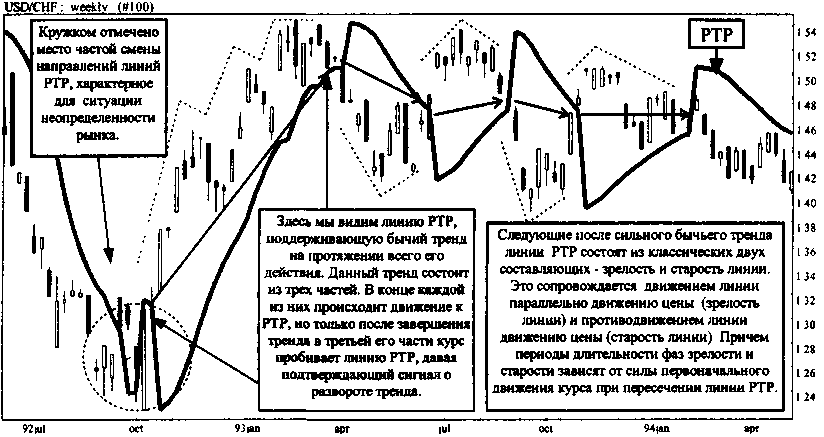 USD/CHF: weekly (#100)
Кружком отмечено
место частой смены
направлений линий
PTP, характерное
для ситуации
неопределенности
рынка.
PTP
1 54
1 52
1 50
1 48
1 46
1 44
1 42
1 40
1 38
1 36
1 34
1 32
1 30
1 28
1 26
1 24
Здесь мы видим линию PTP,
поддерживающую бычий тренд
на протяжении всего его
действия. Данный тренд состоит
из трех частей. В конце каждой
из них происходит движение к
PTP, но только после завершения
тренда в третьей его части курс
пробивает линию PTP, давая
подтверждающий сигнал о
развороте тренда.
Следующие после сильного бычьего тренда
линии PTP состоят из классических двух
составляющих - зрелость и старость линии.
Это сопровождается движением линии
параллельно движению цены (зрелость
линии) и противодвижением линии
движению цены (старость линии) Причем
периоды длительности фаз зрелости и
старости зависят от силы первоначального
движения курса при пересечении линии PTP.
92jul oct 93jan apr jul oct 94jan apr